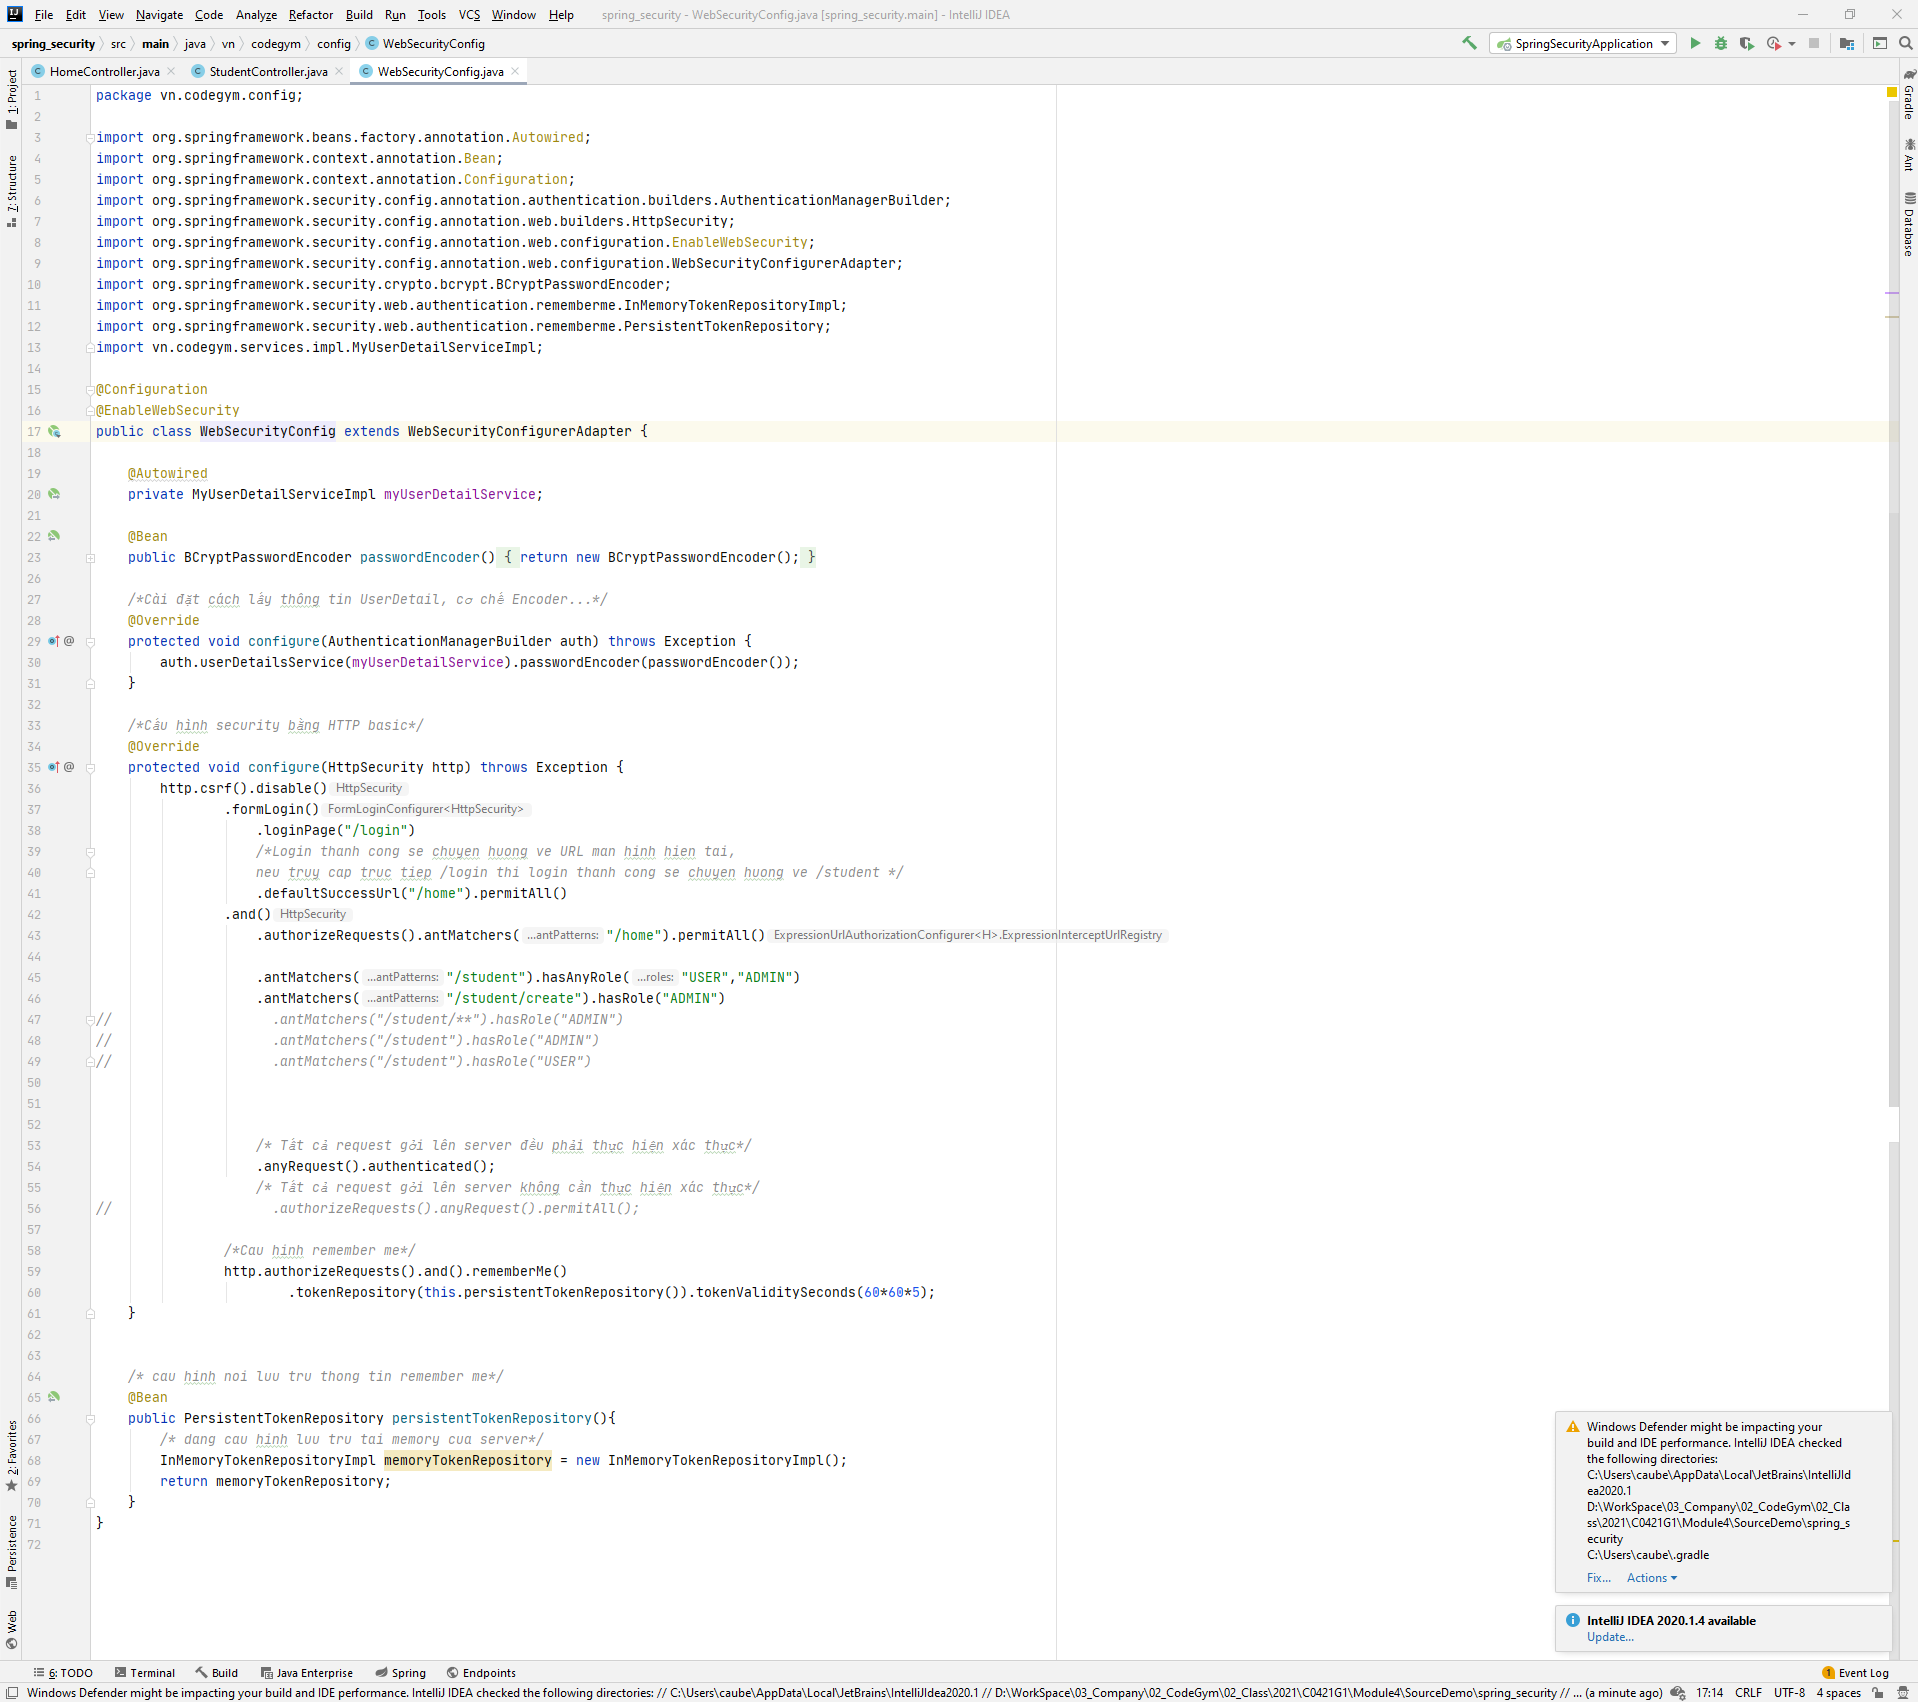 File Edit View Navigate Code Analyze Refactor Build Run Tools VCS Window Help spring_security - WebSecurityConfig.java [spring_security.main] - IntelliJ IDEA
spring_security src main java vn codegym config WebSecurityConfig SpringSecurityApplication
HomeController.java StudentController.java WebSecurityConfig.java
1: Project
7: Structure
2: Favorites
Persistence
Web
Gradle
Ant
Database
1 package vn.codegym.config;
2
3 import org.springframework.beans.factory.annotation.Autowired;
4 import org.springframework.context.annotation.Bean;
5 import org.springframework.context.annotation.Configuration;
6 import org.springframework.security.config.annotation.authentication.builders.AuthenticationManagerBuilder;
7 import org.springframework.security.config.annotation.web.builders.HttpSecurity;
8 import org.springframework.security.config.annotation.web.configuration.EnableWebSecurity;
9 import org.springframework.security.config.annotation.web.configuration.WebSecurityConfigurerAdapter;
10 import org.springframework.security.crypto.bcrypt.BCryptPasswordEncoder;
11 import org.springframework.security.web.authentication.rememberme.InMemoryTokenRepositoryImpl;
12 import org.springframework.security.web.authentication.rememberme.PersistentTokenRepository;
13 import vn.codegym.services.impl.MyUserDetailServiceImpl;
14
15 @Configuration
16 @EnableWebSecurity
17 public class WebSecurityConfig extends WebSecurityConfigurerAdapter {
18
19 @Autowired
20 private MyUserDetailServiceImpl myUserDetailService;
21
22 @Bean
23 public BCryptPasswordEncoder passwordEncoder() { return new BCryptPasswordEncoder(); }
26
27 /*Cài đặt cách lấy thông tin UserDetail, cơ chế Encoder...*/
28 @Override
29 protected void configure(AuthenticationManagerBuilder auth) throws Exception {
30 auth.userDetailsService(myUserDetailService).passwordEncoder(passwordEncoder());
31 }
32
33 /*Cấu hình security bằng HTTP basic*/
34 @Override
35 protected void configure(HttpSecurity http) throws Exception {
36 http.csrf().disable() HttpSecurity
37 .formLogin() FormLoginConfigurer<HttpSecurity>
38 .loginPage("/login")
39 /*Login thanh cong se chuyen huong ve URL man hinh hien tai,
40 neu truy cap truc tiep /login thi login thanh cong se chuyen huong ve /student */
41 .defaultSuccessUrl("/home").permitAll()
42 .and() HttpSecurity
43 .authorizeRequests().antMatchers( ...antPatterns: "/home").permitAll() ExpressionUrlAuthorizationConfigurer<H>.ExpressionInterceptUrlRegistry
44
45 .antMatchers( ...antPatterns: "/student").hasAnyRole( ...roles: "USER","ADMIN")
46 .antMatchers( ...antPatterns: "/student/create").hasRole("ADMIN")
47 // .antMatchers("/student/**").hasRole("ADMIN")
48 // .antMatchers("/student").hasRole("ADMIN")
49 // .antMatchers("/student").hasRole("USER")
50
51
52
53 /* Tất cả request gởi lên server đều phải thực hiện xác thực*/
54 .anyRequest().authenticated();
55 /* Tất cả request gởi lên server không cần thực hiện xác thực*/
56 // .authorizeRequests().anyRequest().permitAll();
57
58 /*Cau hinh remember me*/
59 http.authorizeRequests().and().rememberMe()
60 .tokenRepository(this.persistentTokenRepository()).tokenValiditySeconds(60*60*5);
61 }
62
63
64 /* cau hinh noi luu tru thong tin remember me*/
65 @Bean
66 public PersistentTokenRepository persistentTokenRepository(){
67 /* dang cau hinh luu tru tai memory cua server*/
68 InMemoryTokenRepositoryImpl memoryTokenRepository = new InMemoryTokenRepositoryImpl();
69 return memoryTokenRepository;
70 }
71 }
72
Windows Defender might be impacting your
build and IDE performance. IntelliJ IDEA checked
the following directories:
C:\Users\caube\AppData\Local\JetBrains\IntelliJId
ea2020.1
D:\WorkSpace\03_Company\02_CodeGym\02_Cla
ss\2021\C0421G1\Module4\SourceDemo\spring_s
ecurity
C:\Users\caube\.gradle
Fix... Actions
IntelliJ IDEA 2020.1.4 available
Update...
6: TODO Terminal Build Java Enterprise Spring Endpoints 1 Event Log
Windows Defender might be impacting your build and IDE performance. IntelliJ IDEA checked the following directories: // C:\Users\caube\AppData\Local\JetBrains\IntelliJIdea2020.1 // D:\WorkSpace\03_Company\02_CodeGym\02_Class\2021\C0421G1\Module4\SourceDemo\spring_security // ... (a minute ago) 17:14 CRLF UTF-8 4 spaces